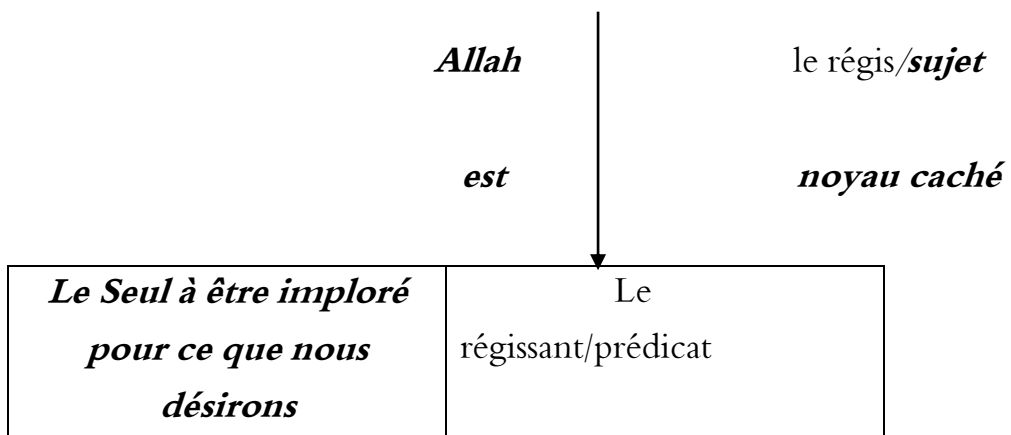 Allah le régis/sujet
est noyau caché
Le Seul à être imploré Le
pour ce que nous régissant/prédicat
désirons